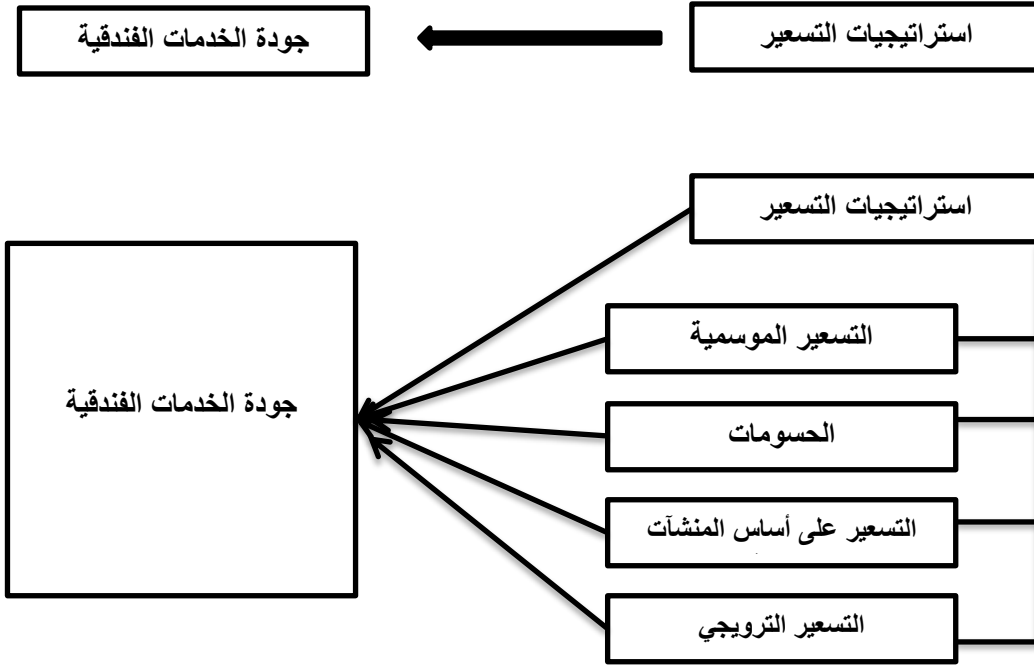 استراتيجيات التسعير
جودة الخدمات الفندقية
استراتيجيات التسعير
التسعير الموسمية
الحسومات
التسعير على أساس المنشآت
التسعير الترويجي
جودة الخدمات الفندقية